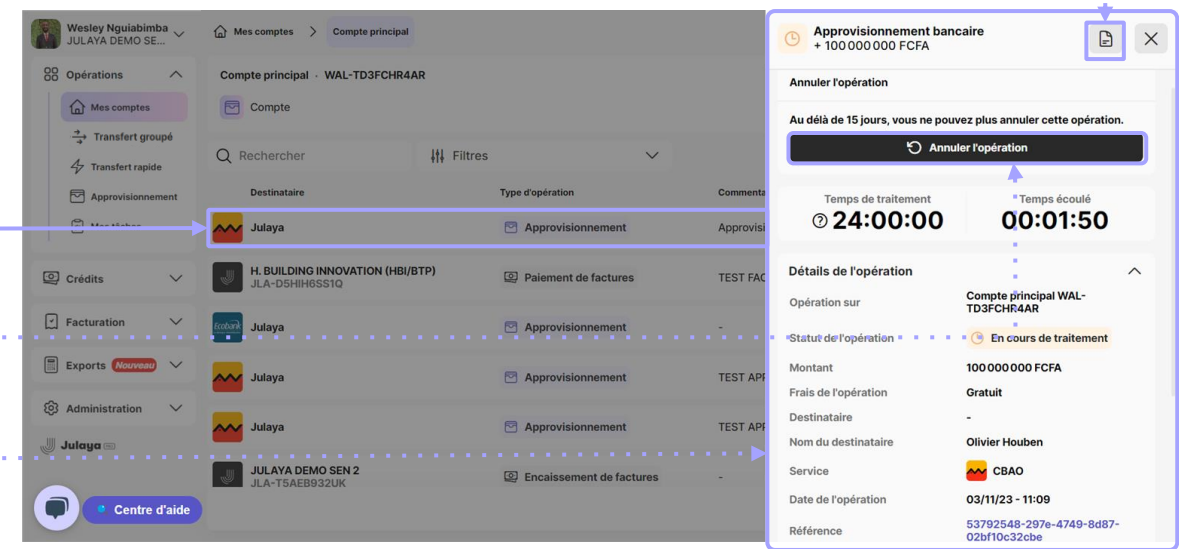 Wesley Nguiabimba
JULAYA DEMO SE...
Opérations
Mes comptes
Transfert groupé
Transfert rapide
Approvisionnement
Mes tâches
Crédits
Facturation
Exports Nouveau
Administration
Julaya PRO
Centre d'aide
Mes comptes > Compte principal
Compte principal · WAL-TD3FCHR4AR
Compte
Rechercher
Filtres
Destinataire Type d'opération Commenta
Julaya Approvisionnement Approvisi
H. BUILDING INNOVATION (HBI/BTP) Paiement de factures TEST FAC
JLA-D5HIH6SS1Q
Ecobank Julaya Approvisionnement -
Julaya Approvisionnement TEST APP
Julaya Approvisionnement TEST APP
JULAYA DEMO SEN 2 Encaissement de factures -
JLA-T5AEB932UK
Approvisionnement bancaire
+ 100 000 000 FCFA
Annuler l'opération
Au délà de 15 jours, vous ne pouvez plus annuler cette opération.
Annuler l'opération
Temps de traitement Temps écoulé
24:00:00 00:01:50
Détails de l'opération
Opération sur Compte principal WAL-
TD3FCHR4AR
Statut de l'opération En cours de traitement
Montant 100 000 000 FCFA
Frais de l'opération Gratuit
Destinataire -
Nom du destinataire Olivier Houben
Service CBAO
Date de l'opération 03/11/23 - 11:09
Référence 53792548-297e-4749-8d87-
02bf10c32cbe